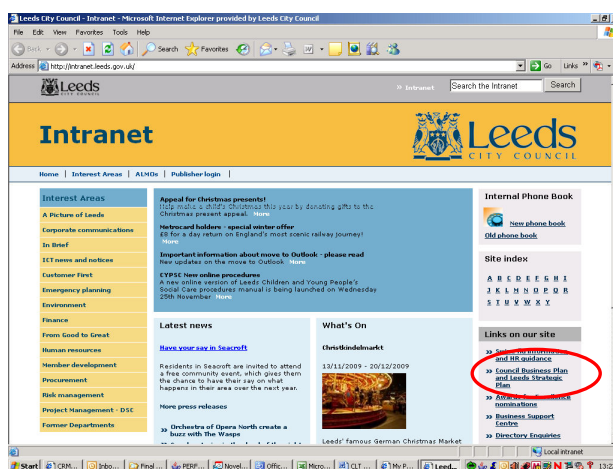 Leeds City Council - Intranet - Microsoft Internet Explorer provided by Leeds City Council
File Edit View Favorites Tools Help
Back Search Favorites
Address http://intranet.leeds.gov.uk/ Go Links »
Leeds
CITY COUNCIL
» Intranet
Search the Intranet Search
Intranet
Leeds
CITY COUNCIL
Home | Interest Areas | ALMOs | Publisher login |
Interest Areas
A Picture of Leeds
Corporate communications
In Brief
ICT news and notices
Customer First
Emergency planning
Environment
Finance
From Good to Great
Human resources
Member development
Procurement
Risk management
Project Management - DSC
Former Departments
Appeal for Christmas presents!
Help make a child's Christmas this year by donating gifts to the
Christmas present appeal. More
Metrocard holders - special winter offer
£8 for a day return on England's most scenic railway journey!
More
Important information about move to Outlook - please read
New updates on the move to Outlook More
CYPSC New online procedures
A new online version of Leeds Children and Young People's
Social Care procedures manual is being launched on Wednesday
25th November More
Latest news
Have your say in Seacroft
Residents in Seacroft are invited to attend
a free community event, which gives them
the chance to have their say on what
happens in their area over the next year.
More press releases
» Orchestra of Opera North create a
buzz with The Wasps
What's On
Christkindelmarkt
13/11/2009 - 20/12/2009
Leeds' famous German Christmas Market
Internal Phone Book
New phone book
Old phone book
Site index
A B C D E F G H I
J K L M N O P Q R
S T U V W X Y
Links on our site
» and HR guidance
» Council Business Plan
and Leeds Strategic
Plan
» Awards for
nominations
» Business Support
Centre
» Directory Enquiries
Local intranet
Start CRM... Inbo... Final ... PERF... Novel... Offic... Micro... CLT ... My P... Leed...